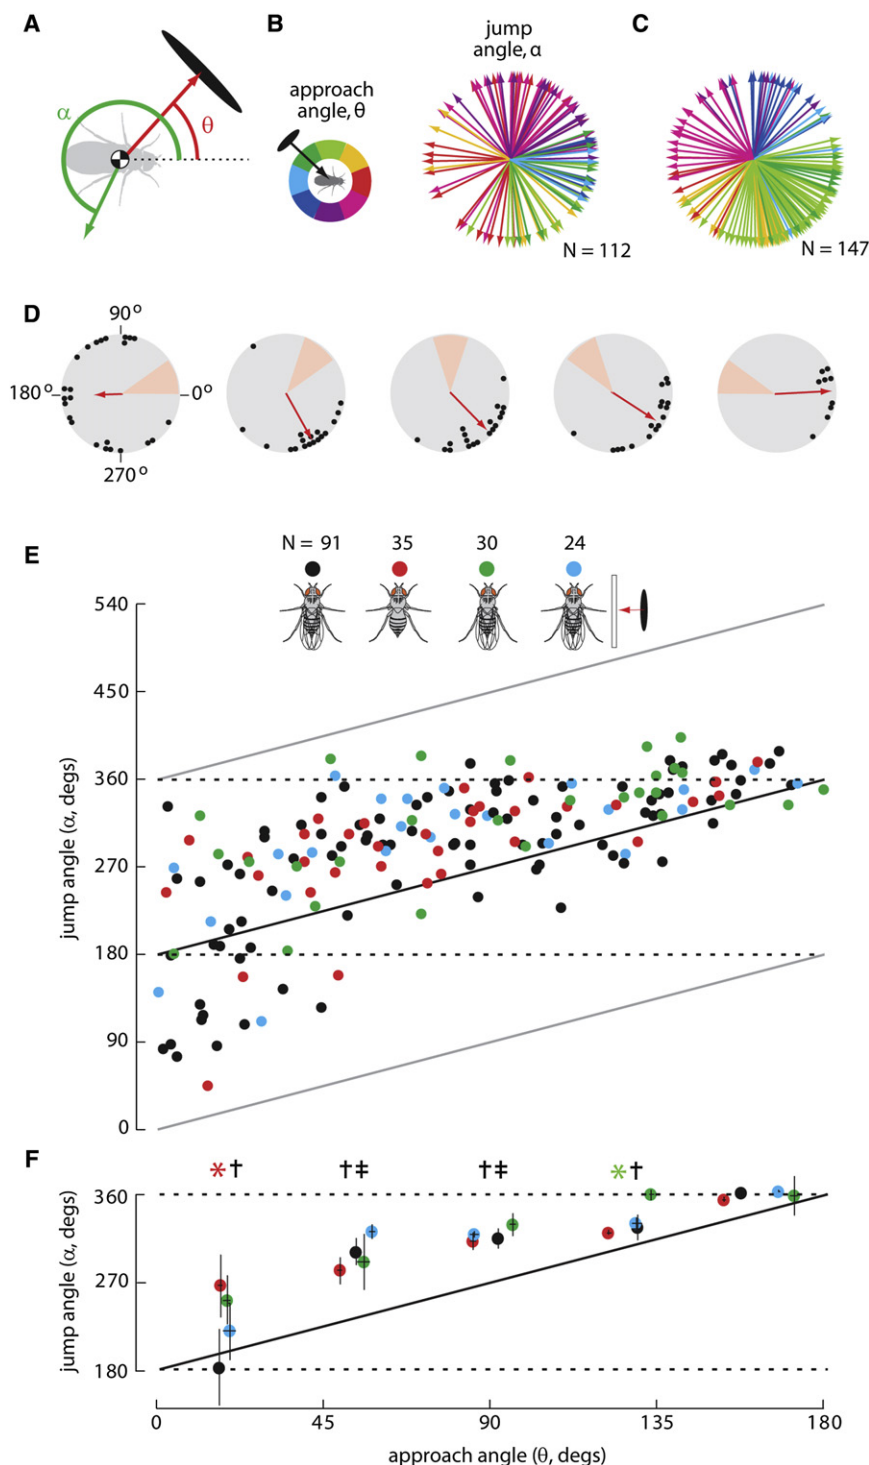 A
α
θ
B
approach
angle, θ
jump
angle, α
N = 112
C
N = 147
D
90°
180°
0°
270°
E
N = 91 35 30 24
540
450
360
270
180
90
0
jump angle (α, degs)
F
*† †‡ †‡ *†
360
270
180
jump angle (α, degs)
0 45 90 135 180
approach angle (θ, degs)